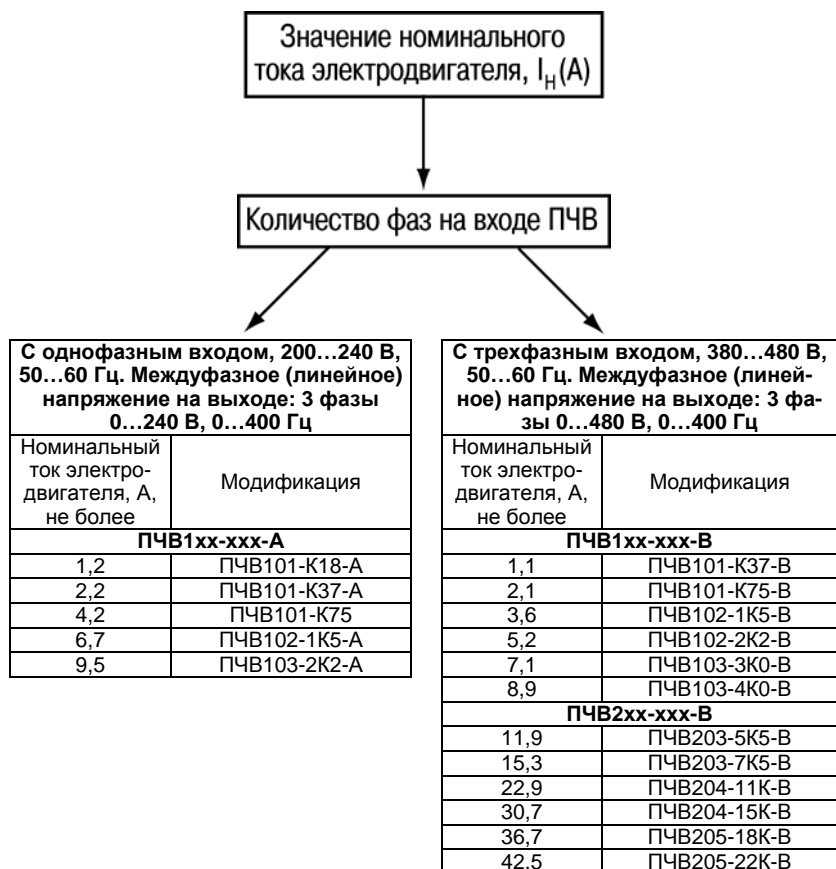 Значение номинального
тока электродвигателя, Iн(А)
Количество фаз на входе ПЧВ
С однофазным входом, 200…240 В,
50…60 Гц. Междуфазное (линейное)
напряжение на выходе: 3 фазы
0…240 В, 0…400 Гц
Номинальный
ток электро-
двигателя, А,
не более
Модификация
ПЧВ1хх-ххх-А
1,2 ПЧВ101-К18-А
2,2 ПЧВ101-К37-А
4,2 ПЧВ101-К75
6,7 ПЧВ102-1К5-А
9,5 ПЧВ103-2К2-А
С трехфазным входом, 380…480 В,
50…60 Гц. Междуфазное (линей-
ное) напряжение на выходе: 3 фа-
зы 0…480 В, 0…400 Гц
Номинальный
ток электро-
двигателя, А,
не более
Модификация
ПЧВ1хх-ххх-В
1,1 ПЧВ101-К37-В
2,1 ПЧВ101-К75-В
3,6 ПЧВ102-1К5-В
5,2 ПЧВ102-2К2-В
7,1 ПЧВ103-3К0-В
8,9 ПЧВ103-4К0-В
ПЧВ2хх-ххх-В
11,9 ПЧВ203-5К5-В
15,3 ПЧВ203-7К5-В
22,9 ПЧВ204-11К-В
30,7 ПЧВ204-15К-В
36,7 ПЧВ205-18К-В
42,5 ПЧВ205-22К-В